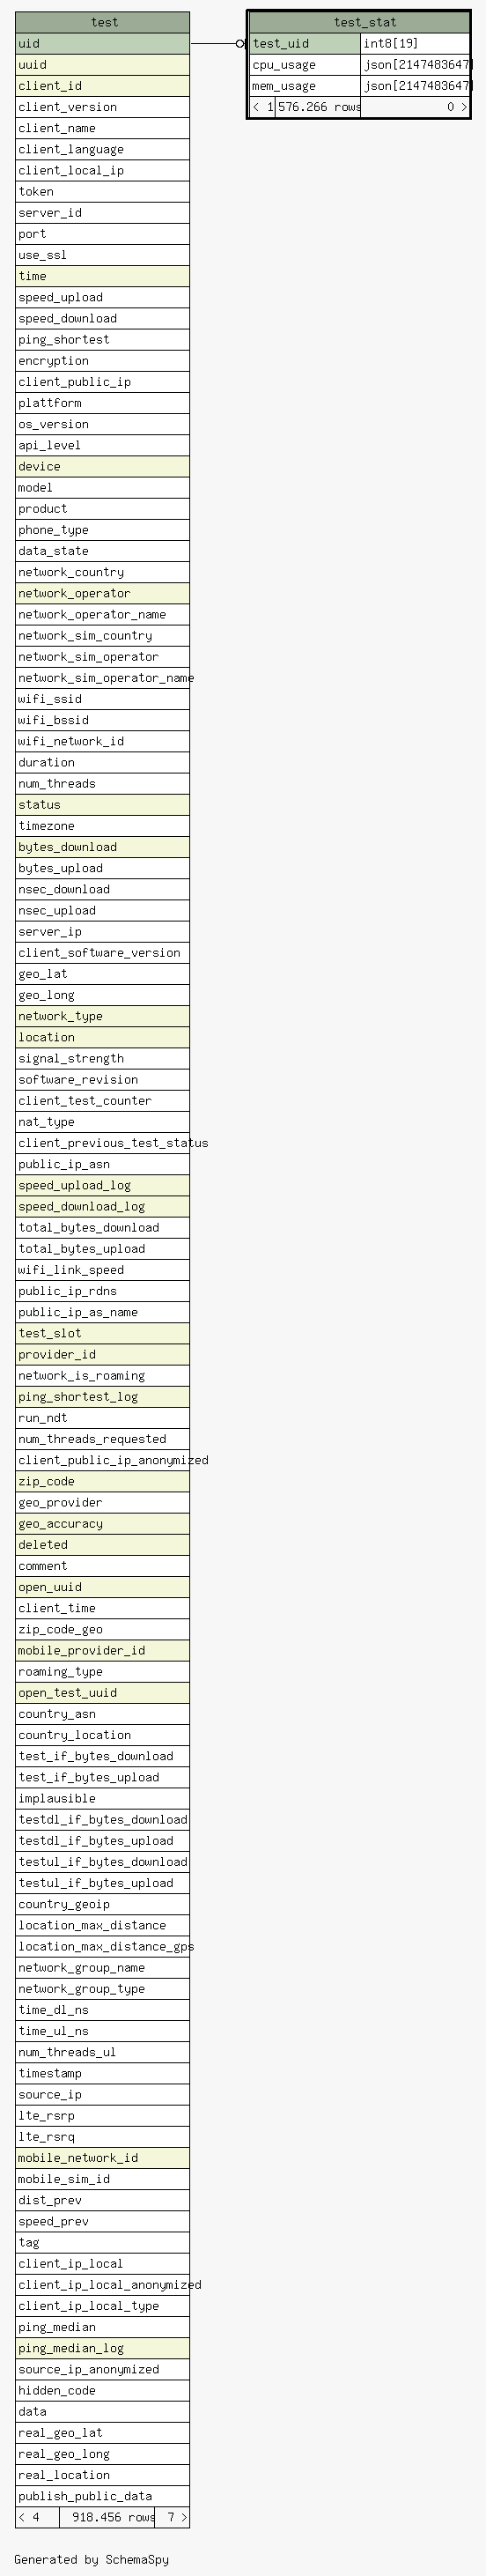 test
uid
uuid
client_id
client_version
client_name
client_language
client_local_ip
token
server_id
port
use_ssl
time
speed_upload
speed_download
ping_shortest
encryption
client_public_ip
plattform
os_version
api_level
device
model
product
phone_type
data_state
network_country
network_operator
network_operator_name
network_sim_country
network_sim_operator
network_sim_operator_name
wifi_ssid
wifi_bssid
wifi_network_id
duration
num_threads
status
timezone
bytes_download
bytes_upload
nsec_download
nsec_upload
server_ip
client_software_version
geo_lat
geo_long
network_type
location
signal_strength
software_revision
client_test_counter
nat_type
client_previous_test_status
public_ip_asn
speed_upload_log
speed_download_log
total_bytes_download
total_bytes_upload
wifi_link_speed
public_ip_rdns
public_ip_as_name
test_slot
provider_id
network_is_roaming
ping_shortest_log
run_ndt
num_threads_requested
client_public_ip_anonymized
zip_code
geo_provider
geo_accuracy
deleted
comment
open_uuid
client_time
zip_code_geo
mobile_provider_id
roaming_type
open_test_uuid
country_asn
country_location
test_if_bytes_download
test_if_bytes_upload
implausible
testdl_if_bytes_download
testdl_if_bytes_upload
testul_if_bytes_download
testul_if_bytes_upload
country_geoip
location_max_distance
location_max_distance_gps
network_group_name
network_group_type
time_dl_ns
time_ul_ns
num_threads_ul
timestamp
source_ip
lte_rsrp
lte_rsrq
mobile_network_id
mobile_sim_id
dist_prev
speed_prev
tag
client_ip_local
client_ip_local_anonymized
client_ip_local_type
ping_median
ping_median_log
source_ip_anonymized
hidden_code
data
real_geo_lat
real_geo_long
real_location
publish_public_data
< 4 918.456 rows 7 >
test_stat
test_uid int8[19]
cpu_usage json[2147483647]
mem_usage json[2147483647]
< 1 576.266 rows 0 >
Generated by SchemaSpy